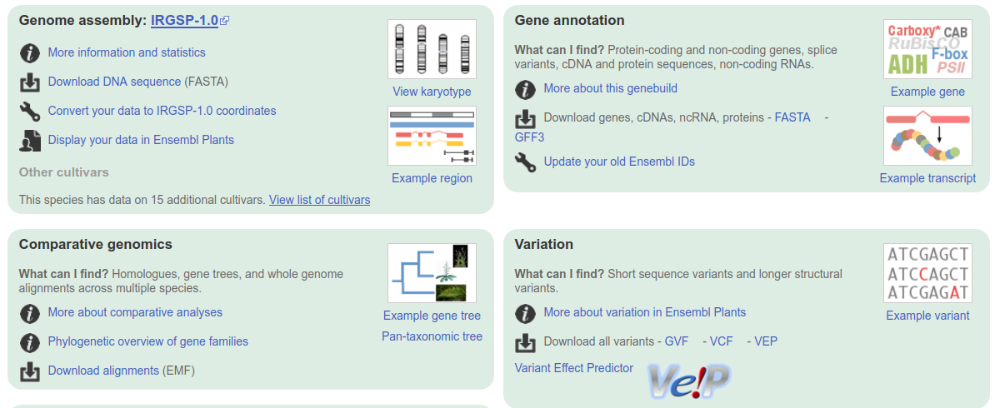 Genome assembly: IRGSP-1.0
More information and statistics
Download DNA sequence (FASTA)
Convert your data to IRGSP-1.0 coordinates
Display your data in Ensembl Plants
Other cultivars
This species has data on 15 additional cultivars. View list of cultivars
View karyotype
Example region
Gene annotation
What can I find? Protein-coding and non-coding genes, splice
variants, cDNA and protein sequences, non-coding RNAs.
More about this genebuild
Download genes, cDNAs, ncRNA, proteins - FASTA -
GFF3
Update your old Ensembl IDs
Carboxy* CAB
RuBisCO
F-box
ADH
PSII
Example gene
Example transcript
Comparative genomics
What can I find? Homologues, gene trees, and whole genome
alignments across multiple species.
More about comparative analyses
Phylogenetic overview of gene families
Download alignments (EMF)
Example gene tree
Pan-taxonomic tree
Variation
What can I find? Short sequence variants and longer structural
variants.
More about variation in Ensembl Plants
Download all variants - GVF - VCF - VEP
Variant Effect Predictor
Ve!P
ATCGAGCT
ATCCAGCT
ATCGAGAT
Example variant